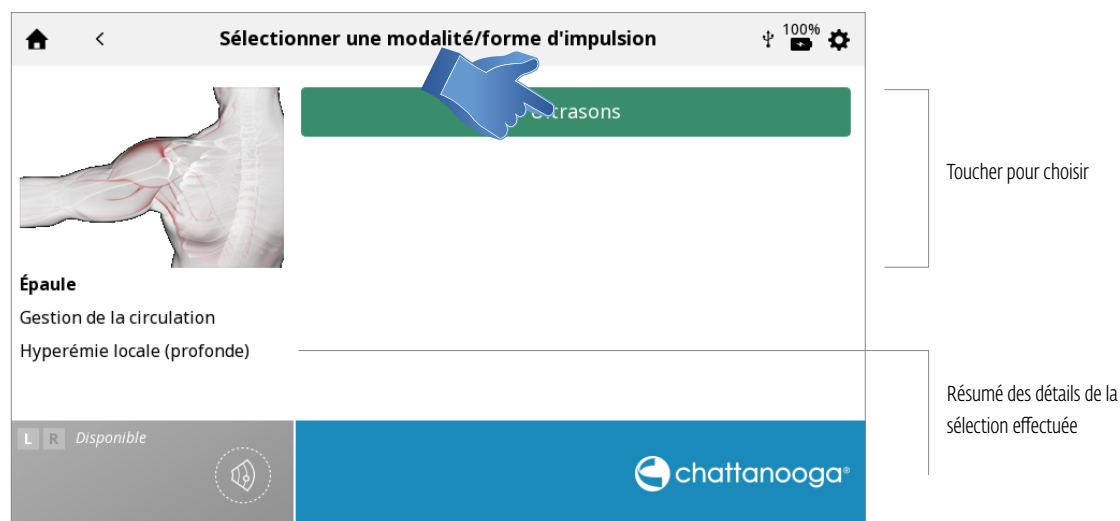 Sélectionner une modalité/forme d'impulsion
100%
Ultrasons
Toucher pour choisir
Épaule
Gestion de la circulation
Hyperémie locale (profonde)
Résumé des détails de la
sélection effectuée
L R Disponible
chattanooga®